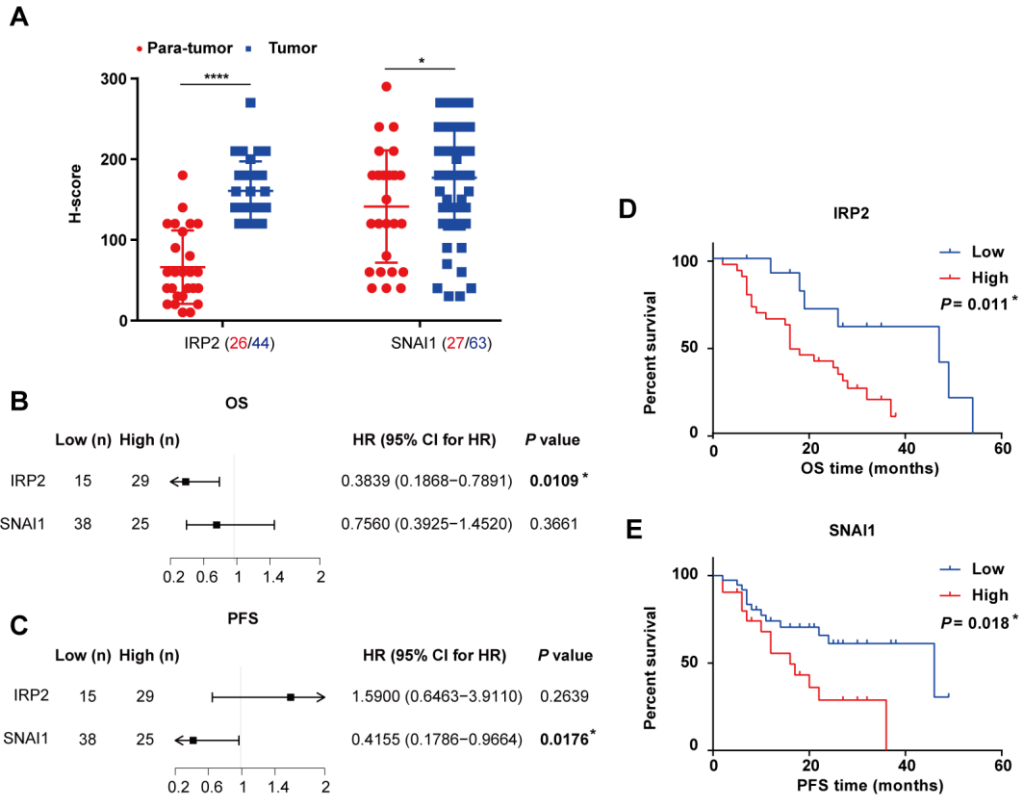 A
Para-tumor Tumor
**** *
300
200
100
0
H-score
IRP2 (26/44) SNAI1 (27/63)
B
OS
Low (n) High (n) HR (95% CI for HR) P value
IRP2 15 29 0.3839 (0.1868−0.7891) 0.0109 *
SNAI1 38 25 0.7560 (0.3925−1.4520) 0.3661
0.2 0.6 1 1.4 2
C
PFS
Low (n) High (n) HR (95% CI for HR) P value
IRP2 15 29 1.5900 (0.6463−3.9110) 0.2639
SNAI1 38 25 0.4155 (0.1786−0.9664) 0.0176 *
0.2 0.6 1 1.4 2
D
IRP2
Low
High
P = 0.011 *
100
50
0
Percent survival
0 20 40 60
OS time (months)
E
SNAI1
Low
High
P = 0.018 *
100
50
0
Percent survival
0 20 40 60
PFS time (months)